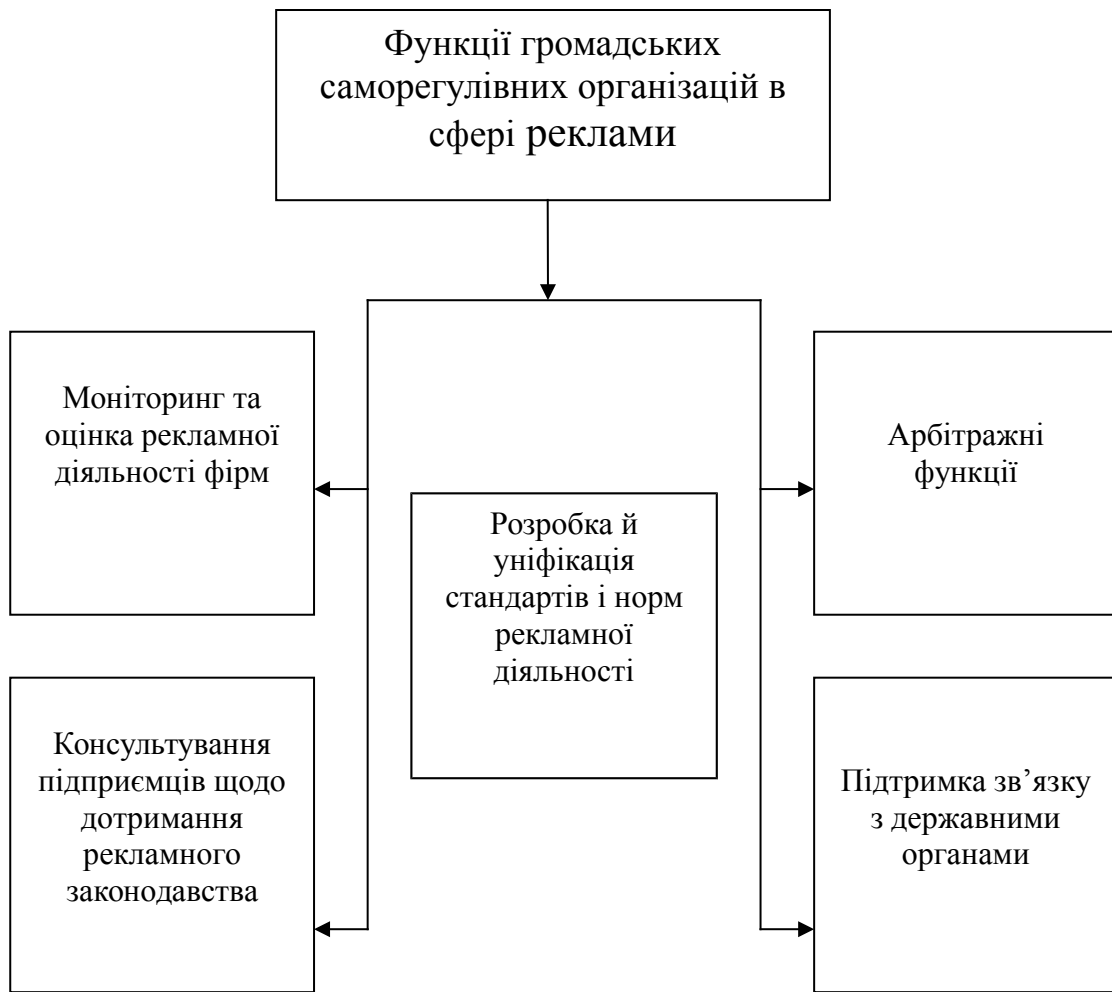 Функції громадських
саморегулівних організацій в
сфері реклами
Моніторинг та
оцінка рекламної
діяльності фірм
Арбітражні
функції
Розробка й
уніфікація
стандартів і норм
рекламної
діяльності
Консультування
підприємців щодо
дотримання
рекламного
законодавства
Підтримка зв’язку
з державними
органами